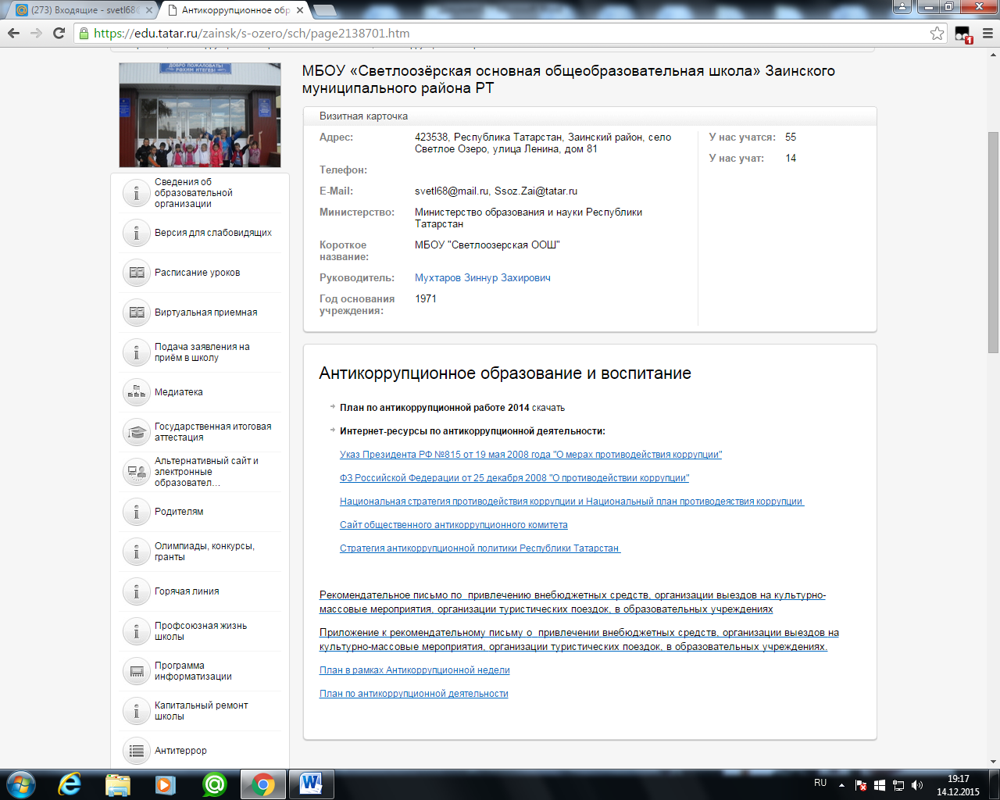 (273) Входящие - svetl68@
Антикоррупционное обр
https://edu.tatar.ru/zainsk/s-ozero/sch/page2138701.htm
1
ДОБРО ПОЖАЛОВАТЬ!
РӘХИМ ИТЕГЕЗ!
МБОУ «Светлоозёрская основная общеобразовательная школа» Заинского
муниципального района РТ
Визитная карточка
Адрес: 423538, Республика Татарстан, Заинский район, село
Светлое Озеро, улица Ленина, дом 81
Телефон:
E-Mail: svetl68@mail.ru, Ssoz.Zai@tatar.ru
Министерство: Министерство образования и науки Республики
Татарстан
Короткое
название: МБОУ "Светлоозерская ООШ"
Руководитель: Мухтаров Зиннур Захирович
Год основания
учреждения: 1971
У нас учатся: 55
У нас учат: 14
Сведения об
образовательной
организации
Версия для слабовидящих
Расписание уроков
Виртуальная приемная
Подача заявления на
приём в школу
Медиатека
Государственная итоговая
аттестация
Альтернативный сайт и
электронные
образовател...
Родителям
Олимпиады, конкурсы,
гранты
Горячая линия
Профсоюзная жизнь
школы
Программа
информатизации
Капитальный ремонт
школы
Антитеррор
Антикоррупционное образование и воспитание
План по антикоррупционной работе 2014 скачать
Интернет-ресурсы по антикоррупционной деятельности:
Указ Президента РФ №815 от 19 мая 2008 года "О мерах противодействия коррупции"
ФЗ Российской Федерации от 25 декабря 2008 "О противодействии коррупции"
Национальная стратегия противодействия коррупции и Национальный план противодеяствия коррупции
Сайт общественного антикоррупционного комитета
Стратегия антикоррупционной политики Республики Татарстан
Рекомендательное письмо по привлечению внебюджетных средств, организации выездов на культурно-
массовые мероприятия, организации туристических поездок, в образовательных учреждениях
Приложение к рекомендательному письму о привлечении внебюджетных средств, организации выездов на
культурно-массовые мероприятия, организации туристических поездок, в образовательных учреждениях.
План в рамках Антикоррупционной недели
План по антикоррупционной деятельности
RU
19:17
14.12.2015